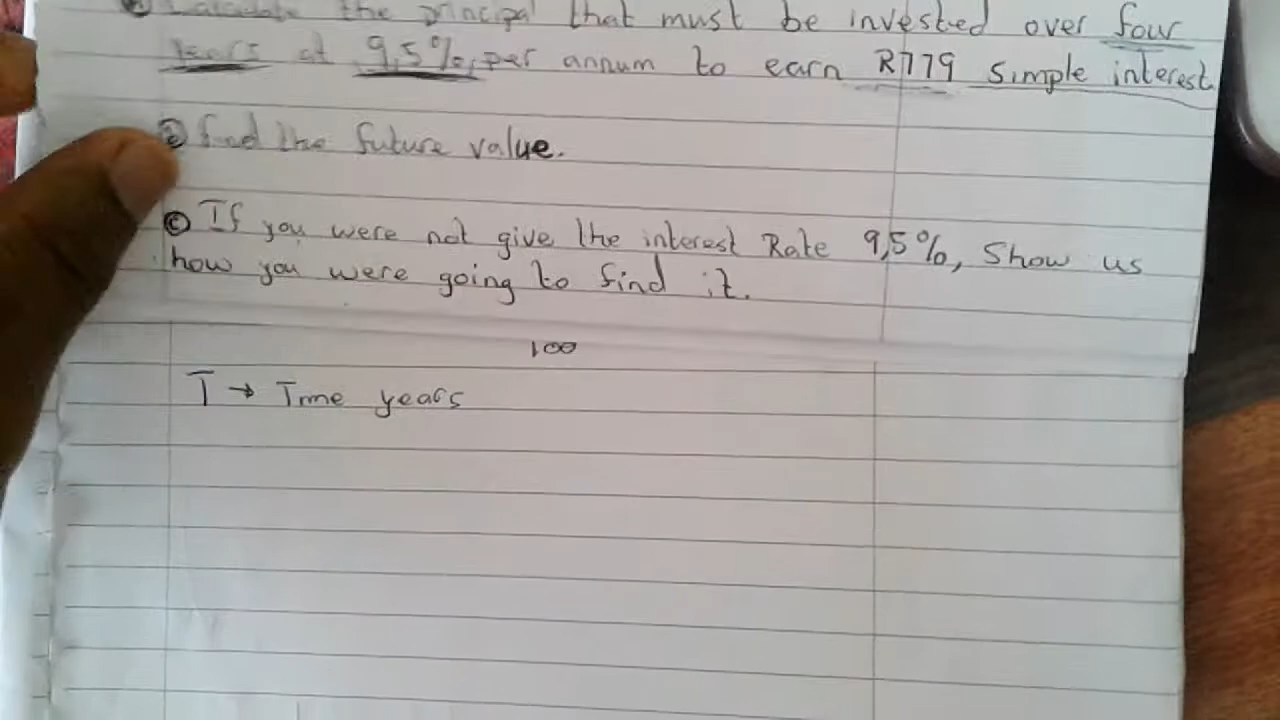 Calculate the principal that must be invested over four
years at 9,5%, per annum to earn R779 simple interest.
② find the future value.
© If you were not give the interest Rate 9,5%, Show us
how you were going to find it.
100
T → Time years